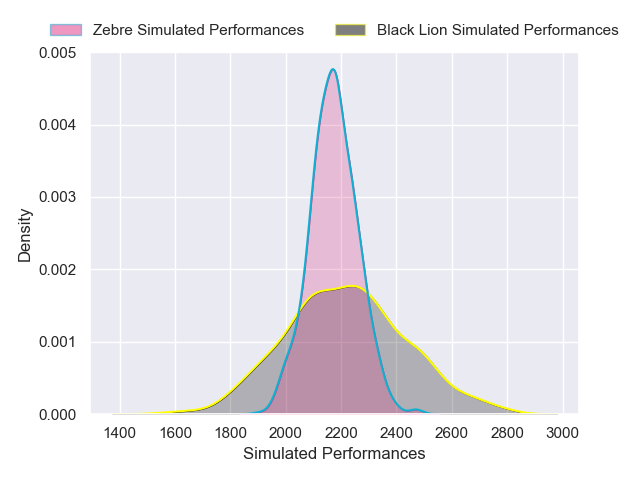 Zebre Simulated Performances
Black Lion Simulated Performances
0.005
0.004
0.003
0.002
0.001
0.000
Density
1400 1600 1800 2000 2200 2400 2600 2800 3000
Simulated Performances